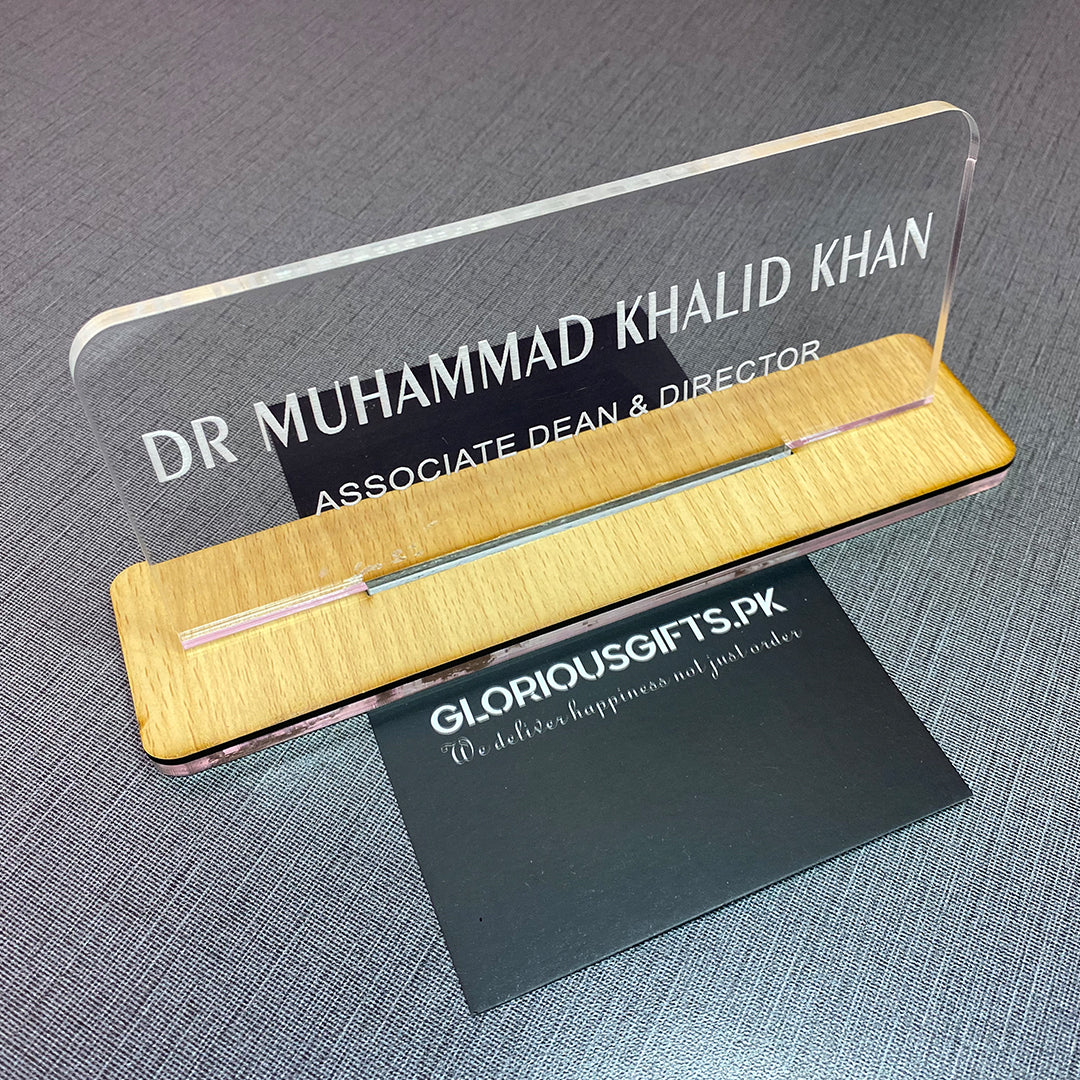 DR MUHAMMAD KHALID KHAN
ASSOCIATE DEAN & DIRECTOR
GLORIOUSGIFTS.PK
We deliver happiness not just order